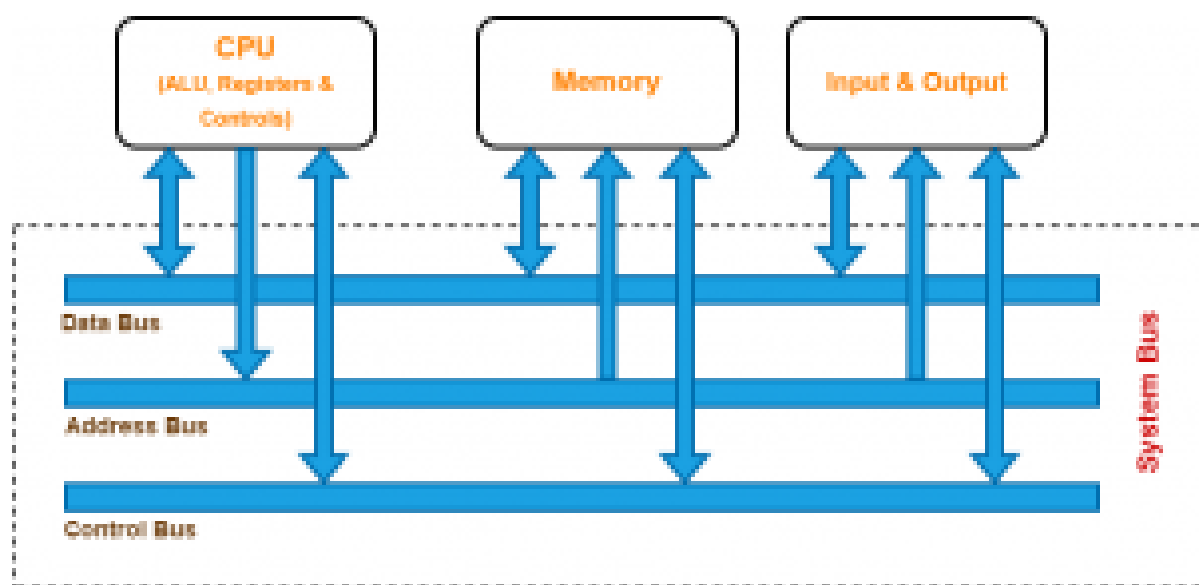 CPU
(ALU, Registers &
Controls)
Memory
Input & Output
Data Bus
Address Bus
Control Bus
System Bus